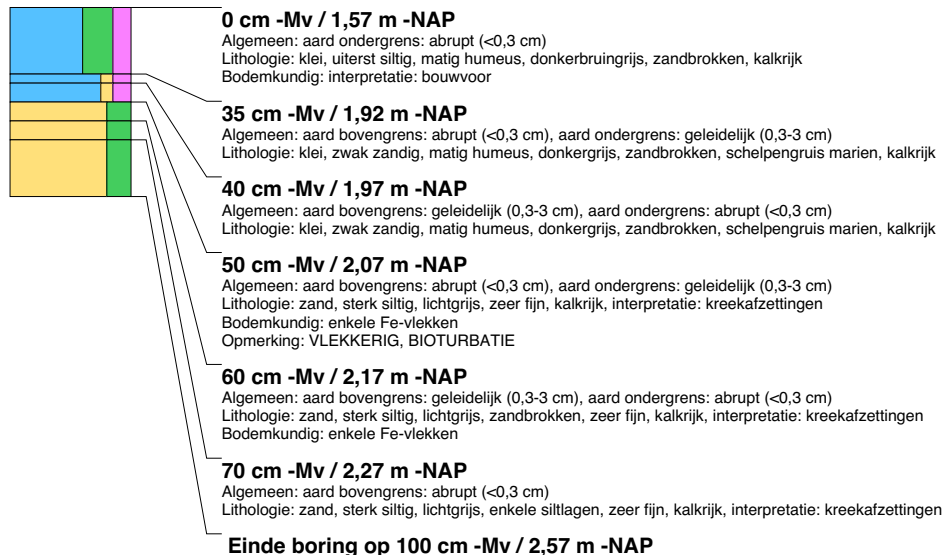 0 cm -Mv / 1,57 m -NAP
Algemeen: aard ondergrens: abrupt (<0,3 cm)
Lithologie: klei, uiterst siltig, matig humeus, donkerbruingrijs, zandbrokken, kalkrijk
Bodemkundig: interpretatie: bouwvoor
35 cm -Mv / 1,92 m -NAP
Algemeen: aard bovengrens: abrupt (<0,3 cm), aard ondergrens: geleidelijk (0,3-3 cm)
Lithologie: klei, zwak zandig, matig humeus, donkergrijs, zandbrokken, schelpengruis marien, kalkrijk
40 cm -Mv / 1,97 m -NAP
Algemeen: aard bovengrens: geleidelijk (0,3-3 cm), aard ondergrens: abrupt (<0,3 cm)
Lithologie: klei, zwak zandig, matig humeus, donkergrijs, zandbrokken, schelpengruis marien, kalkrijk
50 cm -Mv / 2,07 m -NAP
Algemeen: aard bovengrens: abrupt (<0,3 cm), aard ondergrens: geleidelijk (0,3-3 cm)
Lithologie: zand, sterk siltig, lichtgrijs, zeer fijn, kalkrijk, interpretatie: kreekafzettingen
Bodemkundig: enkele Fe-vlekken
Opmerking: VLEKKERIG, BIOTURBATIE
60 cm -Mv / 2,17 m -NAP
Algemeen: aard bovengrens: geleidelijk (0,3-3 cm), aard ondergrens: abrupt (<0,3 cm)
Lithologie: zand, sterk siltig, lichtgrijs, zandbrokken, zeer fijn, kalkrijk, interpretatie: kreekafzettingen
Bodemkundig: enkele Fe-vlekken
70 cm -Mv / 2,27 m -NAP
Algemeen: aard bovengrens: abrupt (<0,3 cm)
Lithologie: zand, sterk siltig, lichtgrijs, enkele siltlagen, zeer fijn, kalkrijk, interpretatie: kreekafzettingen
Einde boring op 100 cm -Mv / 2,57 m -NAP